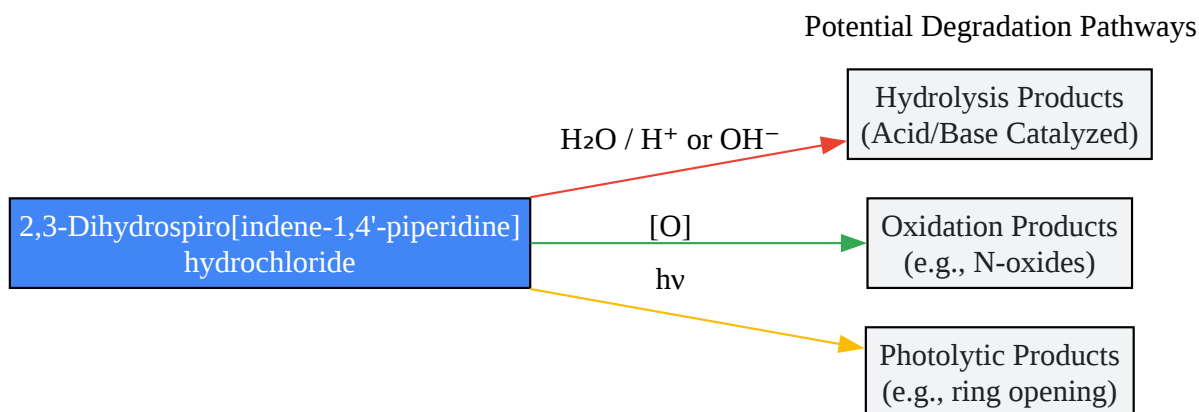 Potential Degradation Pathways
Hydrolysis Products
(Acid/Base Catalyzed)
H₂O / H⁺ or OH⁻
2,3-Dihydrospiro[indene-1,4'-piperidine]
hydrochloride
[O]
Oxidation Products
(e.g., N-oxides)
hν
Photolytic Products
(e.g., ring opening)